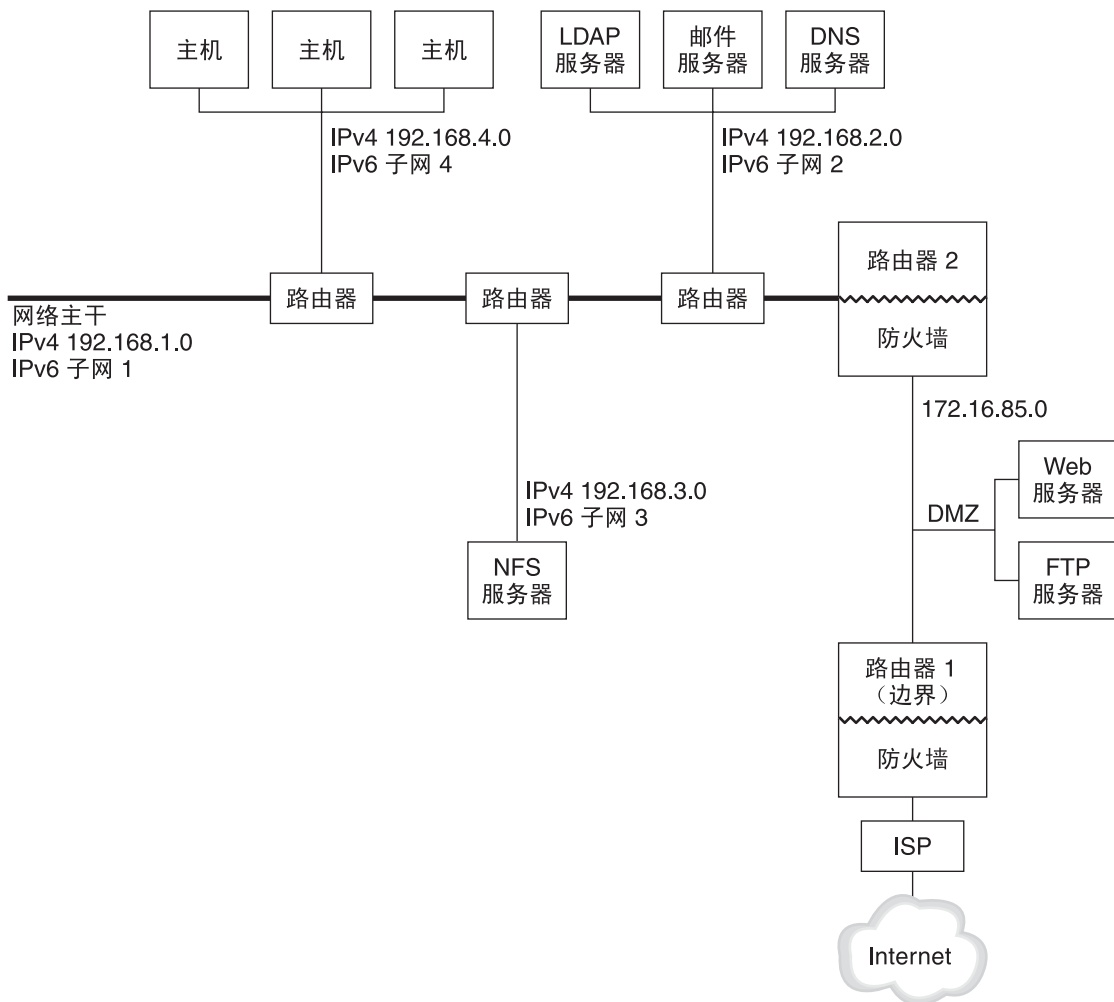 主机
主机
主机
LDAP
服务器
邮件
服务器
DNS
服务器
IPv4 192.168.4.0
IPv6 子网 4
IPv4 192.168.2.0
IPv6 子网 2
路由器
路由器
路由器
路由器 2
防火墙
网络主干
IPv4 192.168.1.0
IPv6 子网 1
172.16.85.0
Web
服务器
DMZ
FTP
服务器
IPv4 192.168.3.0
IPv6 子网 3
NFS
服务器
路由器 1
（边界）
防火墙
ISP
Internet